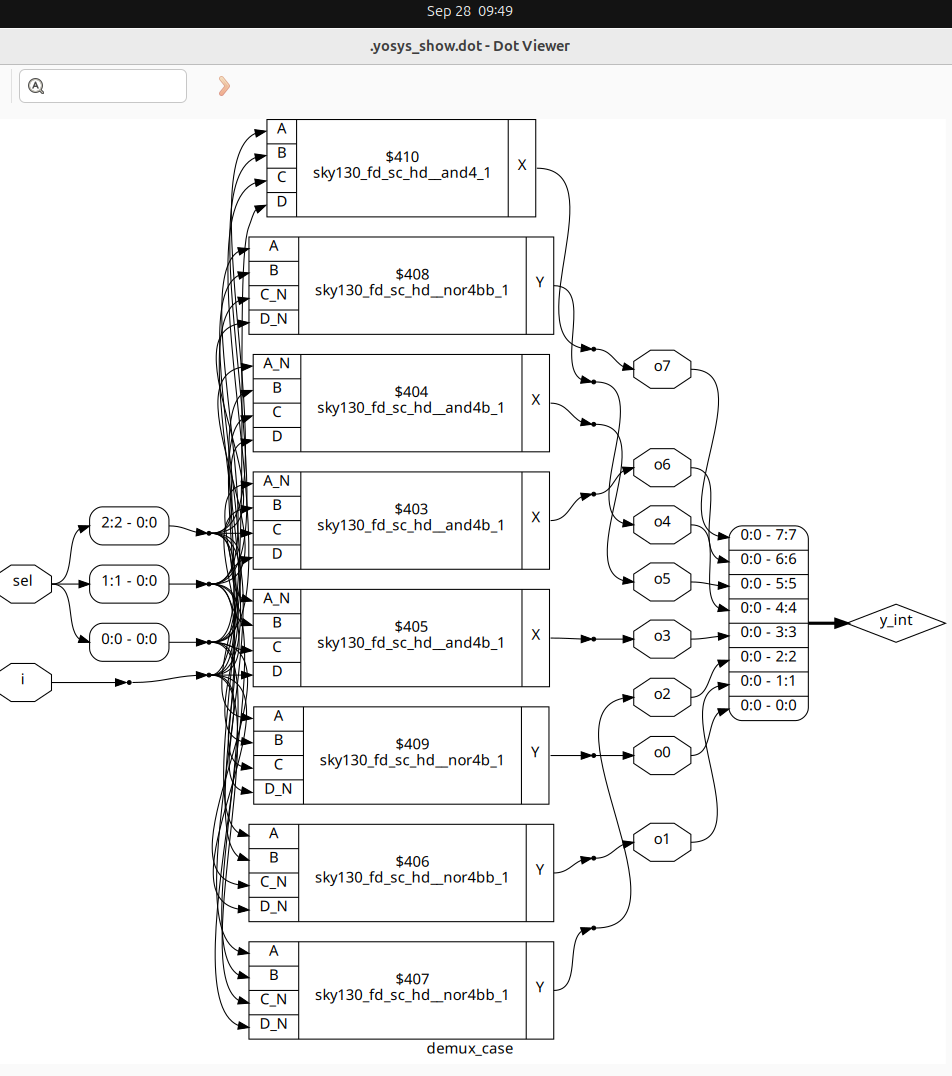 Sep 28 09:49
.yosys_show.dot - Dot Viewer
A
B
C
D
$410
sky130_fd_sc_hd__and4_1
X
A
B
C_N
D_N
$408
sky130_fd_sc_hd__nor4bb_1
Y
A_N
B
C
D
$404
sky130_fd_sc_hd__and4b_1
X
A_N
B
C
D
$403
sky130_fd_sc_hd__and4b_1
X
A_N
B
C
D
$405
sky130_fd_sc_hd__and4b_1
X
A
B
C
D_N
$409
sky130_fd_sc_hd__nor4b_1
Y
A
B
C_N
D_N
$406
sky130_fd_sc_hd__nor4bb_1
Y
A
B
C_N
D_N
$407
sky130_fd_sc_hd__nor4bb_1
Y
sel
i
2:2 - 0:0
1:1 - 0:0
0:0 - 0:0
o7
o6
o4
o5
o3
o2
o0
o1
0:0 - 7:7
0:0 - 6:6
0:0 - 5:5
0:0 - 4:4
0:0 - 3:3
0:0 - 2:2
0:0 - 1:1
0:0 - 0:0
y_int
demux_case